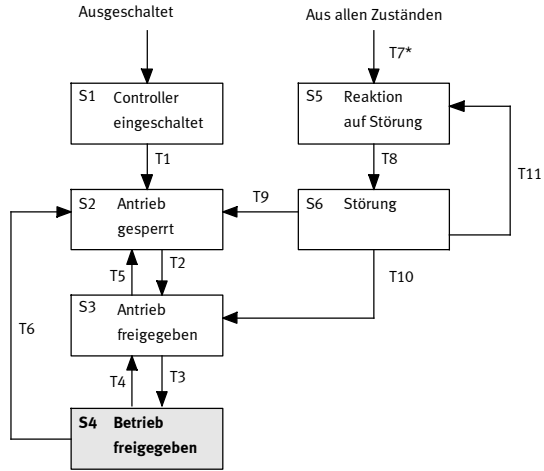 Ausgeschaltet
Aus allen Zuständen
T7*
S1 Controller
eingeschaltet
S5 Reaktion
auf Störung
T1
T8
T11
S2 Antrieb
gesperrt
T9
S6 Störung
T5
T2
T10
S3 Antrieb
freigegeben
T6
T4
T3
S4 Betrieb
freigegeben